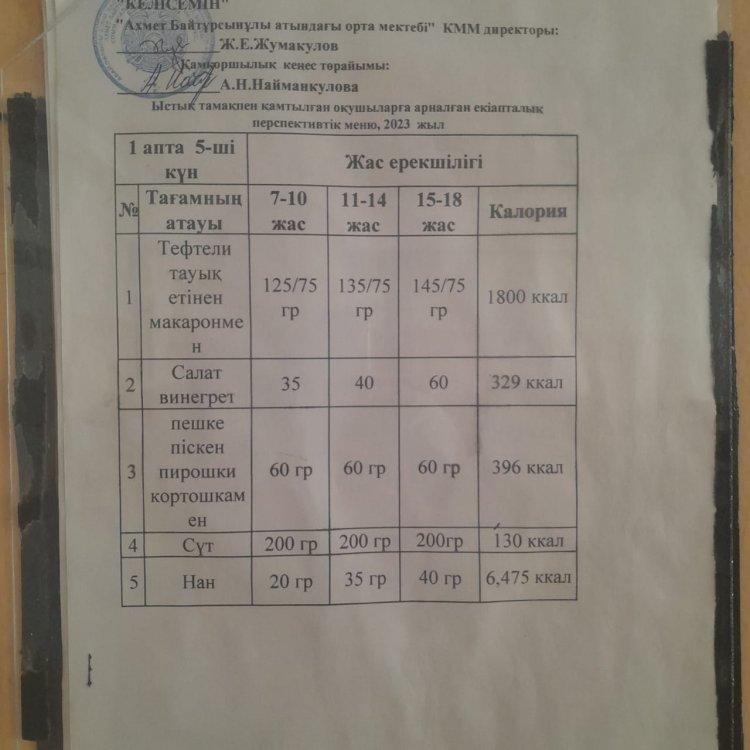 "КЕЛІСЕМІН"
"Ахмет Байтұрсынұлы атындағы орта мектебі" КММ директоры:
Ж.Е.Жумакулов
Қамқоршылық кеңес төрайымы:
А.Н.Найманкулова
Ыстық тамақпен қамтылған оқушыларға арналған екіапталық
перспективтік меню, 2023 жыл
1 апта 5-ші
күн
Жас ерекшілігі
№ Тағамның
атауы
7-10
жас
11-14
жас
15-18
жас
Калория
1
Тефтели
тауық
етінен
макаронме
н
125/75
гр
135/75
гр
145/75
гр
1800 ккал
2
Салат
винегрет
35 40 60 329 ккал
3
пешке
піскен
пирошки
кортошкам
ен
60 гр 60 гр 60 гр 396 ккал
4 Сүт 200 гр 200 гр 200гр 130 ккал
5 Нан 20 гр 35 гр 40 гр 6,475 ккал